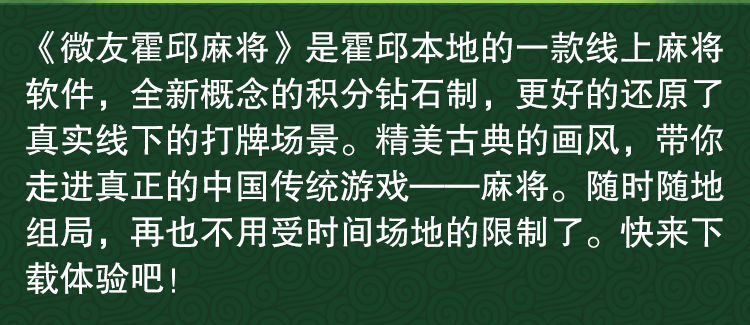 《微友霍邱麻将》是霍邱本地的一款线上麻将
软件，全新概念的积分钻石制，更好的还原了
真实线下的打牌场景。精美古典的画风，带你
走进真正的中国传统游戏——麻将。随时随地
组局，再也不用受时间场地的限制了。快来下
载体验吧！